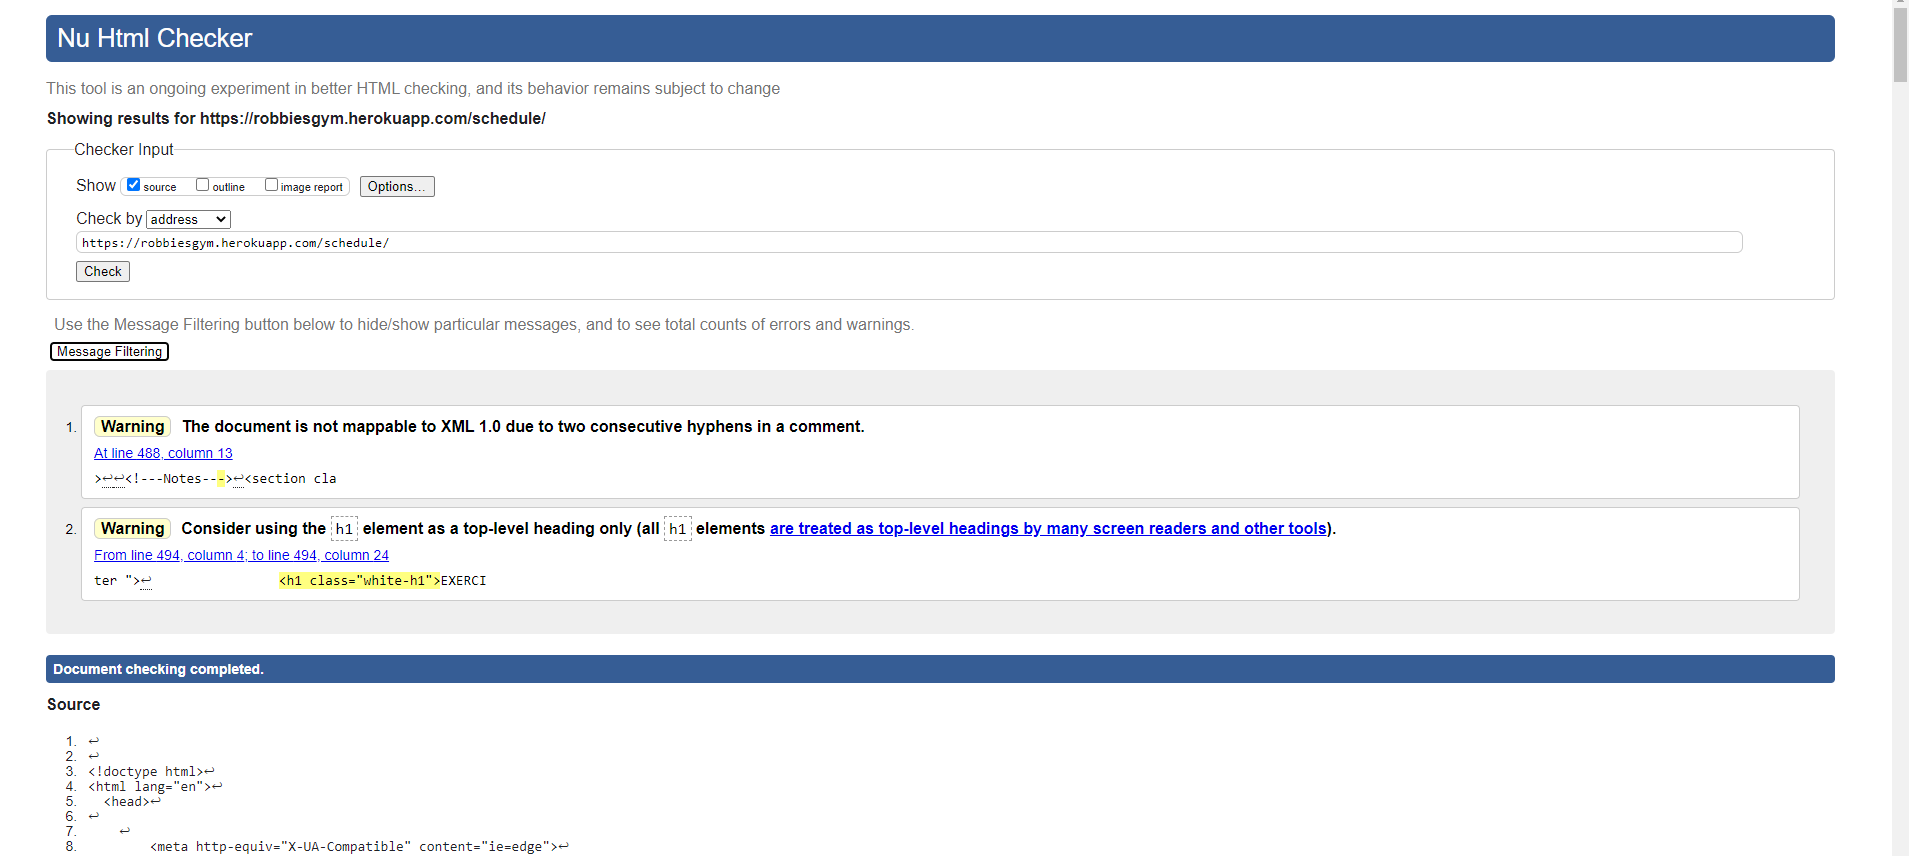 Nu Html Checker
This tool is an ongoing experiment in better HTML checking, and its behavior remains subject to change
Showing results for https://robbiesgym.herokuapp.com/schedule/
Checker Input
Show source outline image report Options...
Check by address
https://robbiesgym.herokuapp.com/schedule/
Check
Use the Message Filtering button below to hide/show particular messages, and to see total counts of errors and warnings.
Message Filtering
1. Warning The document is not mappable to XML 1.0 due to two consecutive hyphens in a comment.
At line 488, column 13
>↩↩<!---Notes--->↩<section cla
2. Warning Consider using the h1 element as a top-level heading only (all h1 elements are treated as top-level headings by many screen readers and other tools).
From line 494, column 4; to line 494, column 24
ter ">↩ <h1 class="white-h1">EXERCI
Document checking completed.
Source
1. ↩
2. ↩
3. <!doctype html>↩
4. <html lang="en">↩
5. <head>↩
6. ↩
7. ↩
8. <meta http-equiv="X-UA-Compatible" content="ie=edge">↩